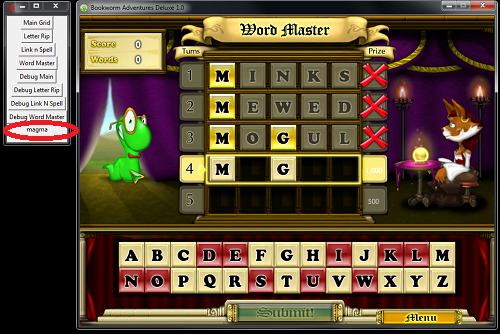 Bookworm Adventures Deluxe 1.0
Main Grid
Letter Rip
Link n Spell
Word Master
Debug Main
Debug Letter Rip
Debug Link N Spell
Debug Word Master
magma
Score 0
Words 0
Word Master
Turns
Prize
1 M I N K S
2 M E W E D
3 M O G U L
4 M G 1,000
5 500
A B C D E F G H I J K L M
N O P Q R S T U V W X Y Z
Submit!
Menu